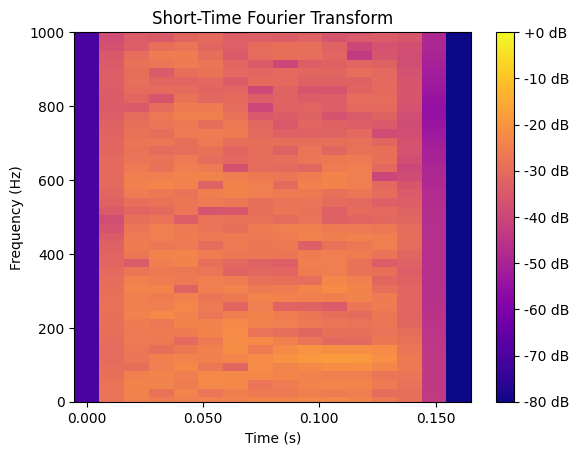 Short-Time Fourier Transform
Frequency (Hz)
1000
800
600
400
200
0
0.000
0.050
0.100
0.150
Time (s)
+0 dB
-10 dB
-20 dB
-30 dB
-40 dB
-50 dB
-60 dB
-70 dB
-80 dB